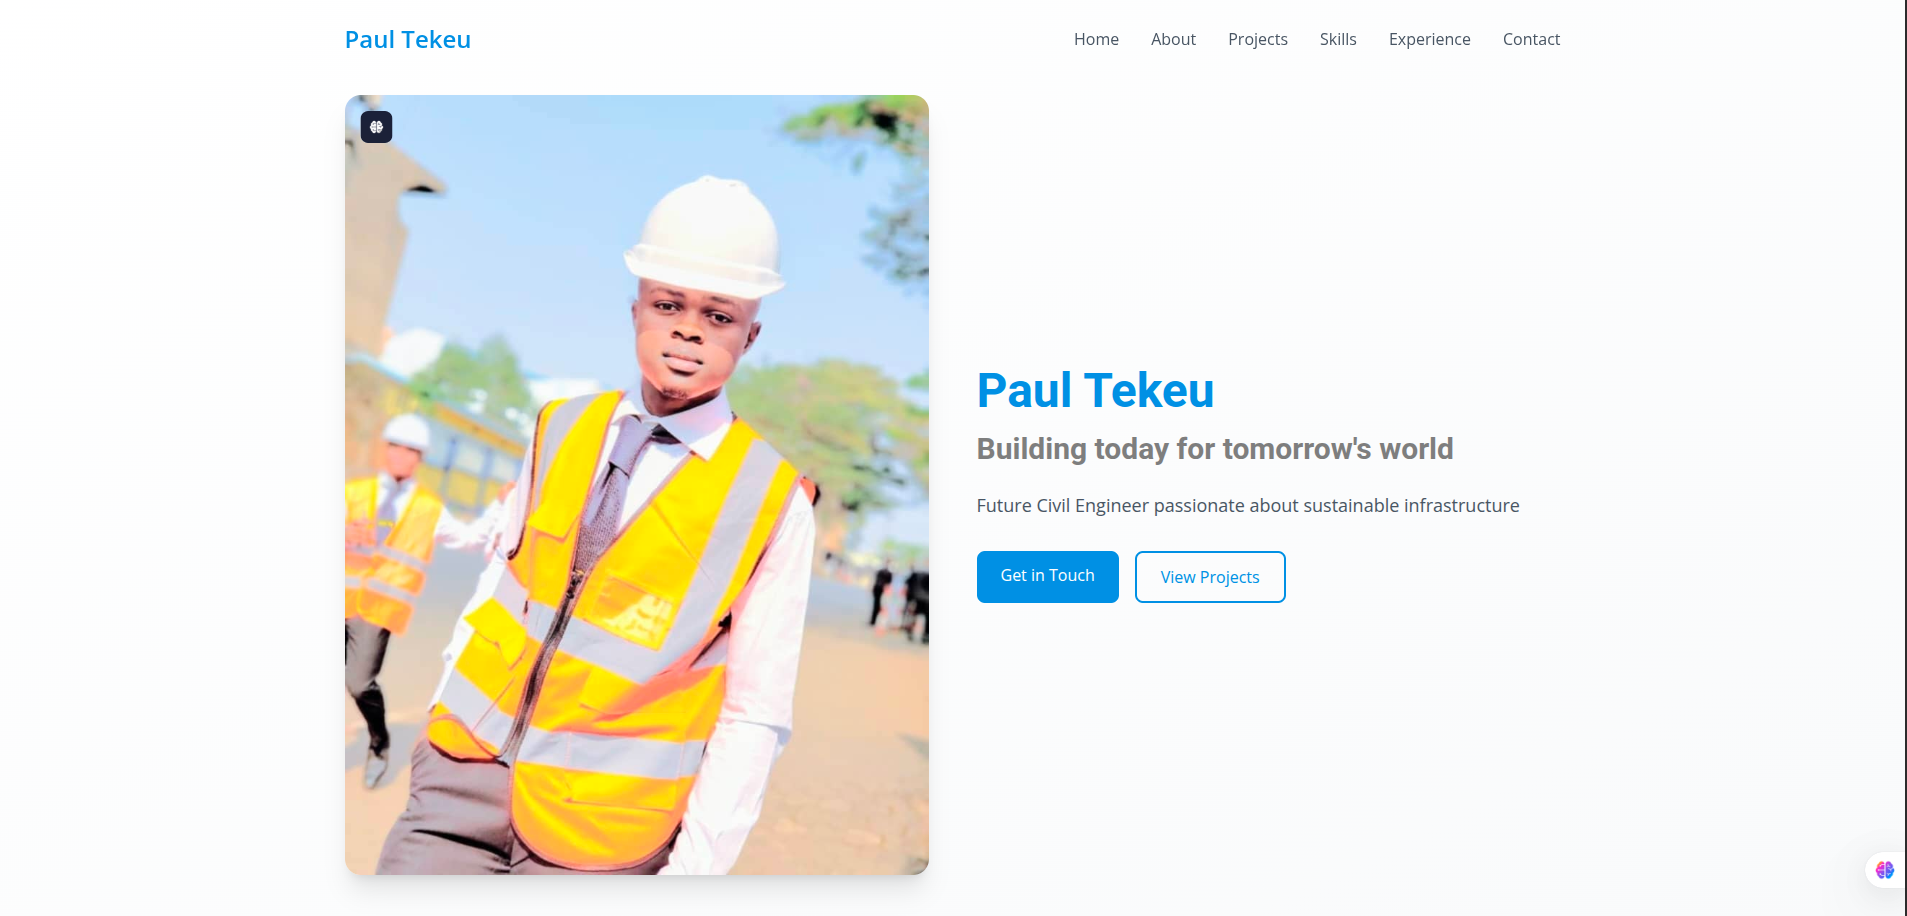 Paul Tekeu
Home About Projects Skills Experience Contact
Paul Tekeu
Building today for tomorrow's world
Future Civil Engineer passionate about sustainable infrastructure
Get in Touch View Projects